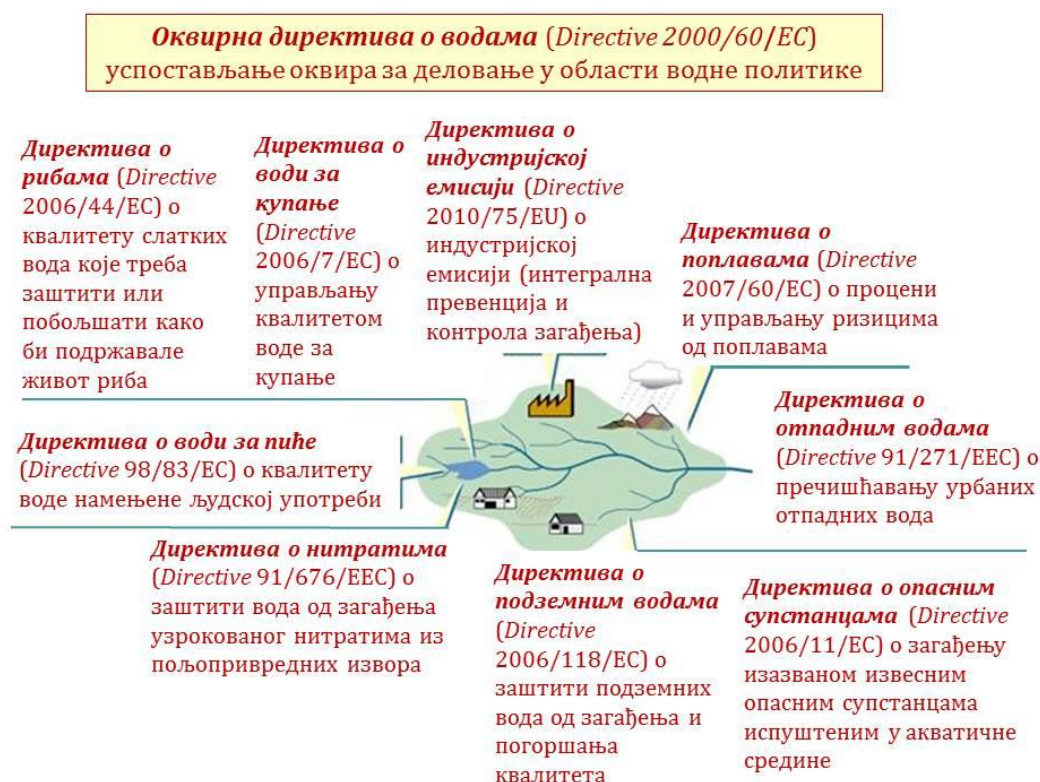 Оквирна директива о водама (Directive 2000/60/EC)
успостављање оквира за деловање у области водне политике
Директива о
рибама (Directive
2006/44/EC) о
квалитету слатких
вода које треба
заштити или
побољшати како
би подржавале
живот риба
Директива о
води за
купање
(Directive
2006/7/EC) о
управљању
квалитетом
воде за
купање
Директива о
индустријској
емисији (Directive
2010/75/EU) о
индустријској
емисији (интегрална
превенција и
контрола загађења)
Директива о
поплавама (Directive
2007/60/EC) о процени
и управљању ризицима
од поплавама
Директива о води за пиће
(Directive 98/83/EC) о квалитету
воде намењене људској употреби
Директива о
отпадним водама
(Directive 91/271/EEC) о
пречишћавању урбаних
отпадних вода
Директива о нитратима
(Directive 91/676/EEC) о
заштити вода од загађења
узрокованог нитратима из
пољопривредних извора
Директива о
подземним водама
(Directive
2006/118/EC) о
заштити подземних
вода од загађења и
погоршања
квалитета
Директива о опасним
супстанцама (Directive
2006/11/EC) о загађењу
изазваном извесним
опасним супстанцама
испуштеним у акватичне
средине